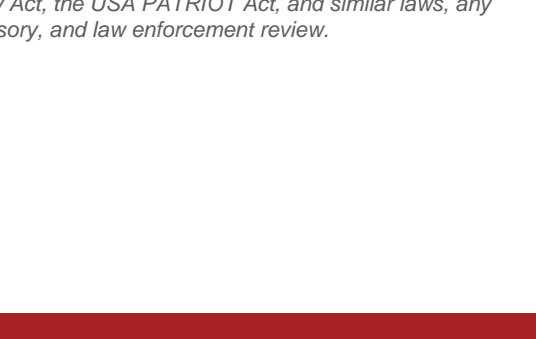 Act, the USA PATRIOT Act, and similar laws, any
sory, and law enforcement review.